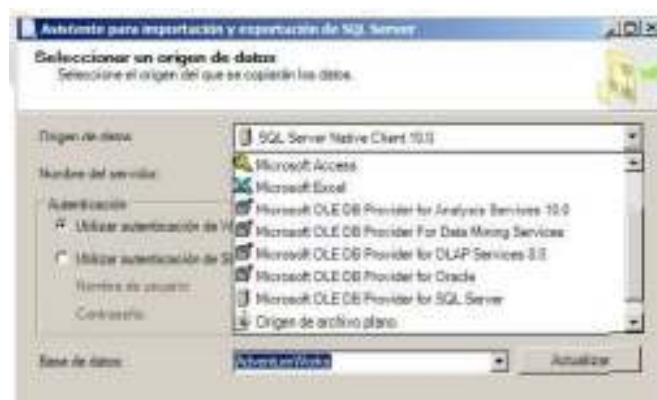 Asistente para importación y exportación de SQL Server
Seleccionar un origen de datos
Seleccione el origen del que se copiarán los datos.
Origen de datos:
SQL Server Native Client 10.0
Microsoft Access
Nombre del servidor:
Microsoft Excel
Autenticación
Microsoft OLE DB Provider for Analysis Services 10.0
Utilizar autenticación de W
Microsoft OLE DB Provider For Data Mining Services
Microsoft OLE DB Provider for OLAP Services 8.0
Utilizar autenticación de S
Microsoft OLE DB Provider for Oracle
Nombre de usuario:
Microsoft OLE DB Provider for SQL Server
Contraseña:
Origen de archivo plano
Base de datos:
AdventureWorks
Actualizar